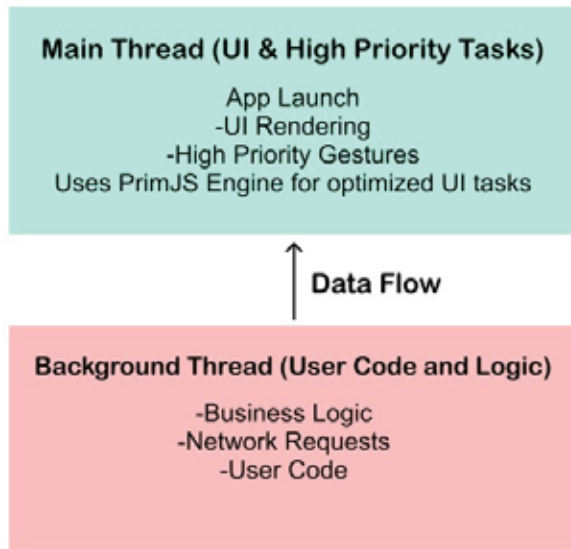 Main Thread (UI & High Priority Tasks)
App Launch
-UI Rendering
-High Priority Gestures
Uses PrimJS Engine for optimized UI tasks
Data Flow
Background Thread (User Code and Logic)
-Business Logic
-Network Requests
-User Code